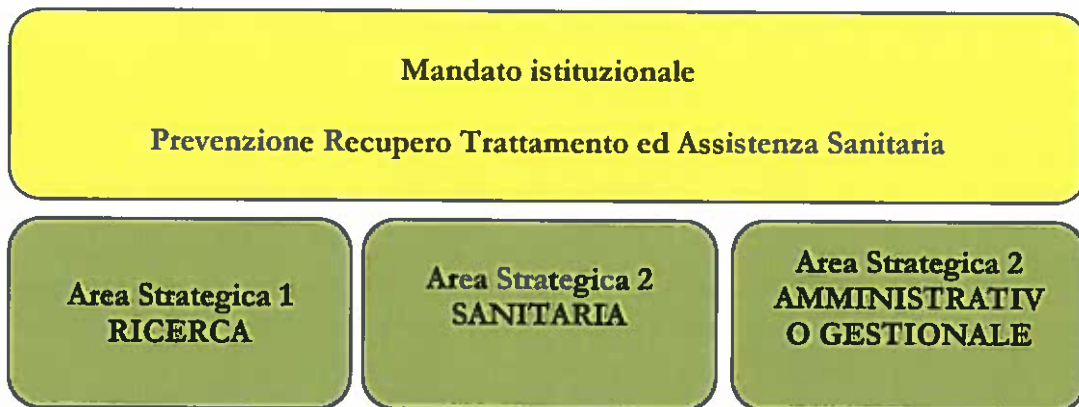 Mandato istituzionale
Prevenzione Recupero Trattamento ed Assistenza Sanitaria
Area Strategica 1
RICERCA
Area Strategica 2
SANITARIA
Area Strategica 2
AMMINISTRATIV
O GESTIONALE